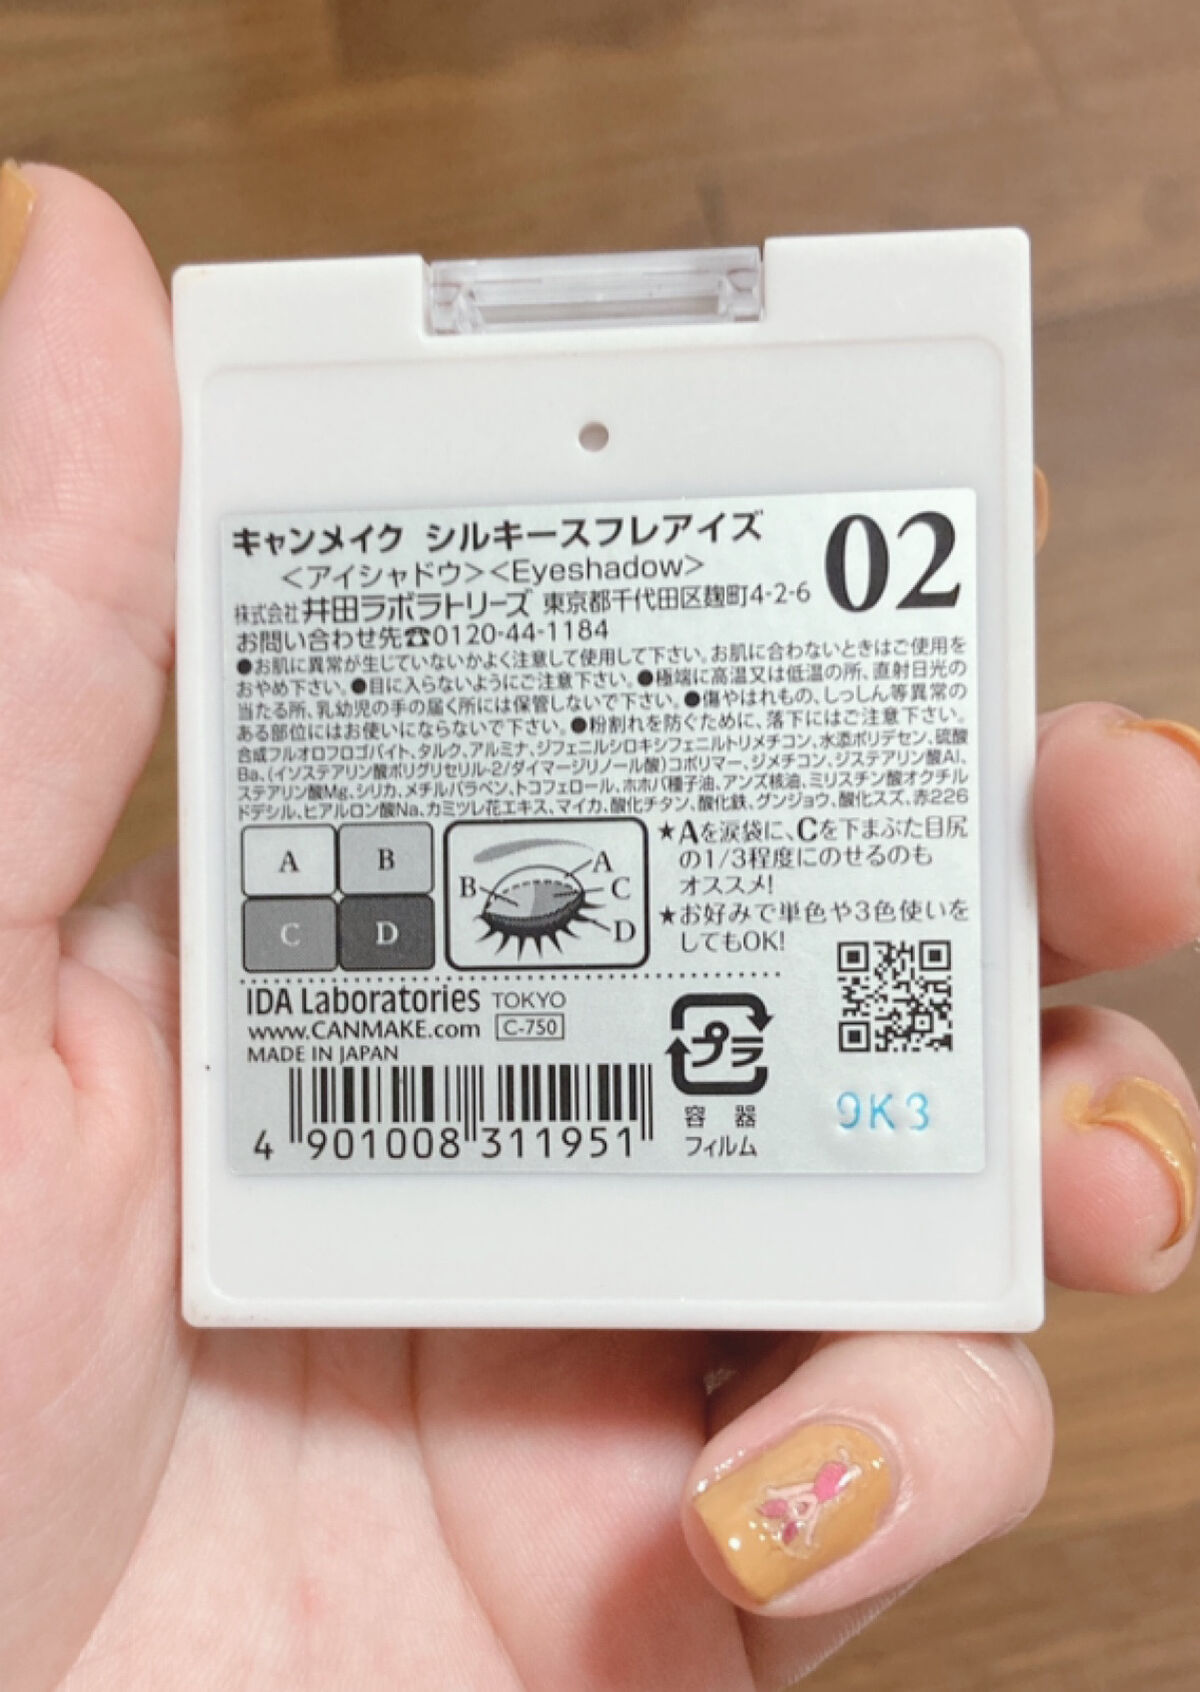 キャンメイク シルキースフレアイズ
02
＜アイシャドウ＞＜Eyeshadow＞
株式会社 井田ラボラトリーズ 東京都千代田区麹町4-2-6
お問い合わせ先☎0120-44-1184
●お肌に異常が生じていないかよく注意して使用して下さい。お肌に合わないときはご使用を
おやめ下さい。●目に入らないようにご注意下さい。●極端に高温又は低温の所、直射日光の
当たる所、乳幼児の手の届く所には保管しないで下さい。●傷やはれもの、しっしん等異常の
ある部位にはお使いにならないで下さい。●粉割れを防ぐために、落下にはご注意下さい。
合成フルオロフロゴパイト、タルク、アルミナ、ジフェニルシロキシフェニルトリメチコン、水添ポリデセン、硫酸
Ba、(イソステアリン酸ポリグリセリル-2/ダイマージリノール酸)コポリマー、ジメチコン、ジステアリン酸Al、
ステアリン酸Mg、シリカ、メチルパラベン、トコフェロール、ホホバ種子油、アンズ核油、ミリスチン酸オクチル
ドデシル、ヒアルロン酸Na、カミツレ花エキス、マイカ、酸化チタン、酸化鉄、グンジョウ、酸化スズ、赤226
A B
C D
A
B
C
D
★Aを涙袋に、Cを下まぶた目尻
の1/3程度にのせるのも
オススメ!
★お好みで単色や3色使いを
してもOK!
IDA Laboratories TOKYO
www.CANMAKE.com C-750
MADE IN JAPAN
4 901008 311951
プラ
容器
フィルム
9K3